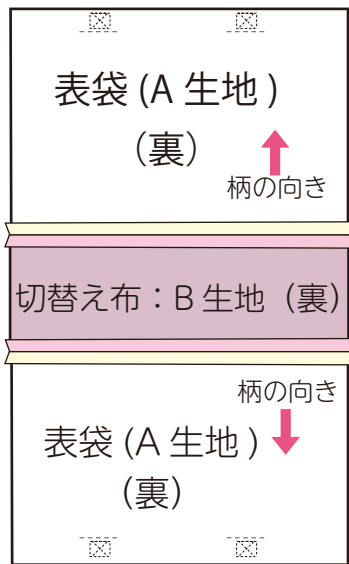 表袋 (A 生地 )
（裏）
柄の向き
切替え布：B 生地（裏）
柄の向き
表袋 (A 生地 )
（裏）